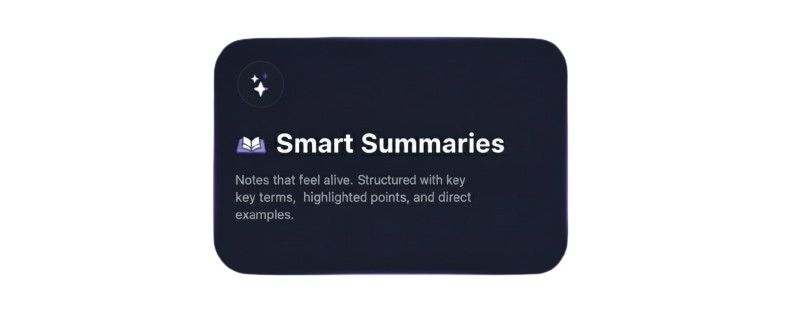 Smart Summaries
Notes that feel alive. Structured with key
key terms, highlighted points, and direct
examples.